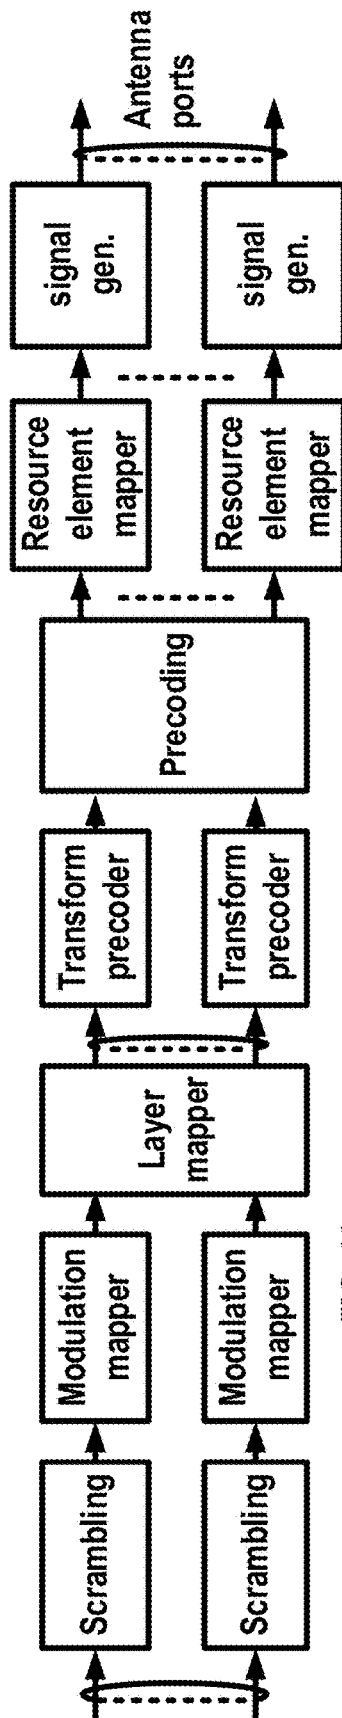 Scrambling
Scrambling
Modulation
mapper
Modulation
mapper
Layer
mapper
Transform
precoder
Transform
precoder
Precoding
Resource
element
mapper
Resource
element
mapper
signal
gen.
signal
gen.
Antenna
ports